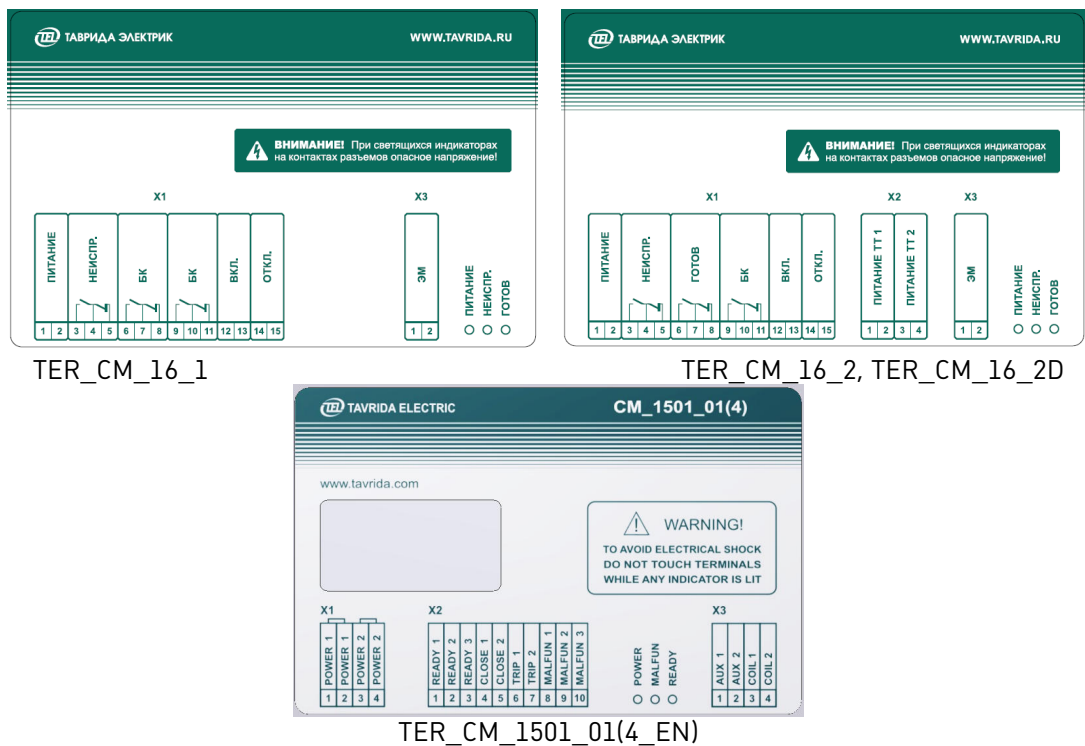 TEL ТАВРИДА ЭЛЕКТРИК
WWW.TAVRIDA.RU
ВНИМАНИЕ! При светящихся индикаторах
на контактах разъемов опасное напряжение!
X1
X3
ПИТАНИЕ
НЕИСПР.
БК
БК
ВКЛ.
ОТКЛ.
ЭМ
ПИТАНИЕ
НЕИСПР.
ГОТОВ
1 2 3 4 5 6 7 8 9 10 11 12 13 14 15
1 2
TER_CM_16_1
TEL ТАВРИДА ЭЛЕКТРИК
WWW.TAVRIDA.RU
ВНИМАНИЕ! При светящихся индикаторах
на контактах разъемов опасное напряжение!
X1
X2
X3
ПИТАНИЕ
НЕИСПР.
ГОТОВ
БК
ВКЛ.
ОТКЛ.
ПИТАНИЕ ТТ 1
ПИТАНИЕ ТТ 2
ЭМ
ПИТАНИЕ
НЕИСПР.
ГОТОВ
1 2 3 4 5 6 7 8 9 10 11 12 13 14 15
1 2 3 4
1 2
TER_CM_16_2, TER_CM_16_2D
TEL TAVRIDA ELECTRIC
CM_1501_01(4)
www.tavrida.com
WARNING!
TO AVOID ELECTRICAL SHOCK
DO NOT TOUCH TERMINALS
WHILE ANY INDICATOR IS LIT
X1
X2
X3
POWER 1
POWER 1
POWER 2
POWER 2
READY 1
READY 2
READY 3
CLOSE 1
CLOSE 2
TRIP 1
TRIP 2
MALFUN 1
MALFUN 2
MALFUN 3
POWER
MALFUN
READY
AUX 1
AUX 2
COIL 1
COIL 2
1 2 3 4
1 2 3 4 5 6 7 8 9 10
1 2 3 4
TER_CM_1501_01(4_EN)